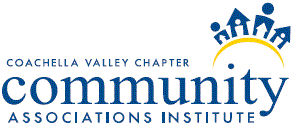 COACHELLA VALLEY CHAPTER
community
ASSOCIATIONS INSTITUTE